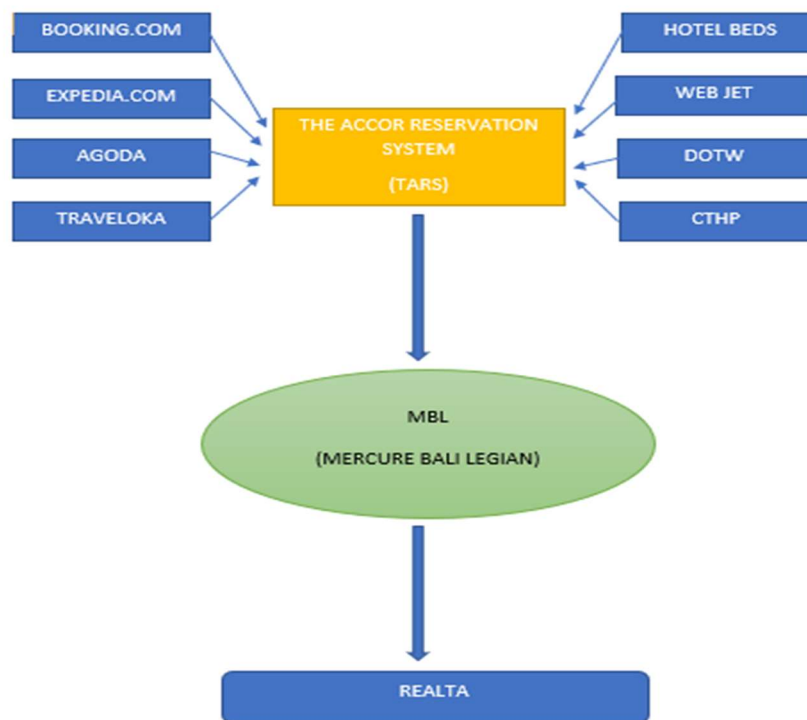 BOOKING.COM
EXPEDIA.COM
AGODA
TRAVELOKA
THE ACCOR RESERVATION
SYSTEM
(TARS)
HOTEL BEDS
WEB JET
DOTW
CTHP
MBL
(MERCURE BALI LEGIAN)
REALTA